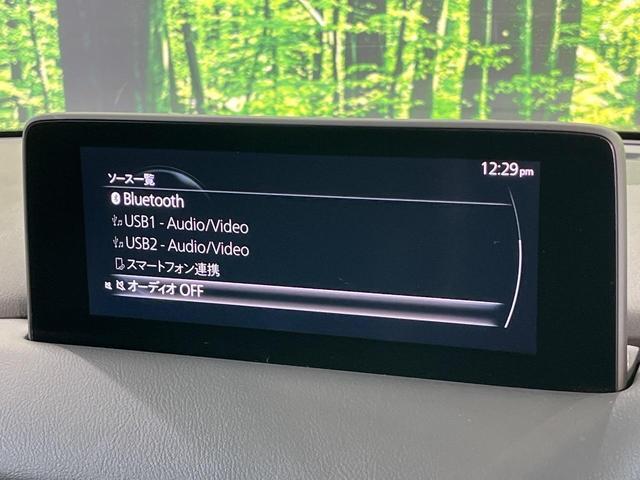 12:29pm
ソース一覧
Bluetooth
USB1 - Audio/Video
USB2 - Audio/Video
スマートフォン連携
オーディオ OFF